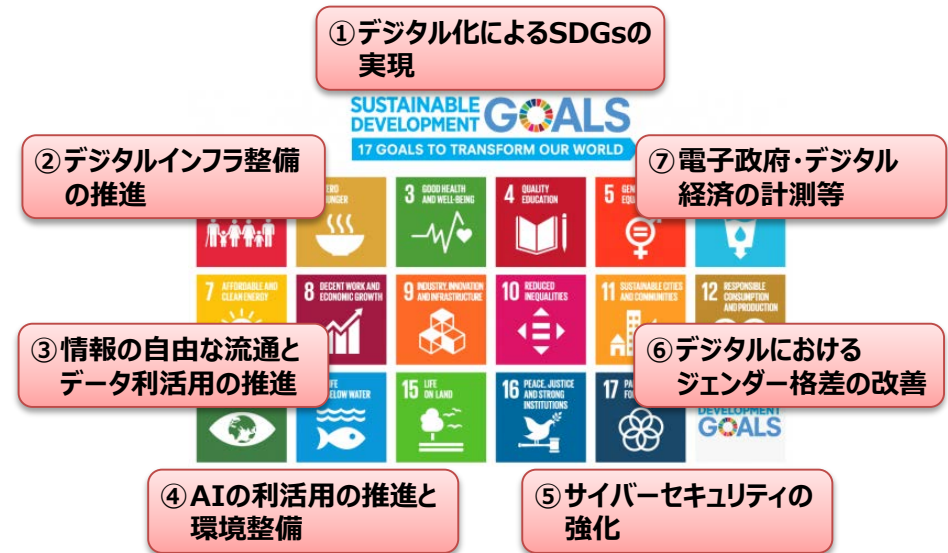 ①デジタル化によるSDGsの
実現
SUSTAINABLE
DEVELOPMENT GOALS
17 GOALS TO TRANSFORM OUR WORLD
②デジタルインフラ整備
の推進
⑦電子政府・デジタル
経済の計測等
3 GOOD HEALTH
AND WELL-BEING
4 QUALITY
EDUCATION
5
7 AFFORDABLE AND
CLEAN ENERGY
8 DECENT WORK AND
ECONOMIC GROWTH
9 INDUSTRY, INNOVATION
AND INFRASTRUCTURE
10 REDUCED
INEQUALITIES
11 SUSTAINABLE CITIES
AND COMMUNITIES
12 RESPONSIBLE
CONSUMPTION
AND PRODUCTION
③情報の自由な流通と
データ利活用の推進
⑥デジタルにおける
ジェンダー格差の改善
BELOW WATER
15 LIFE
ON LAND
16 PEACE, JUSTICE
AND STRONG
INSTITUTIONS
17
DEVELOPMENT
GOALS
④AIの利活用の推進と
環境整備
⑤サイバーセキュリティの
強化